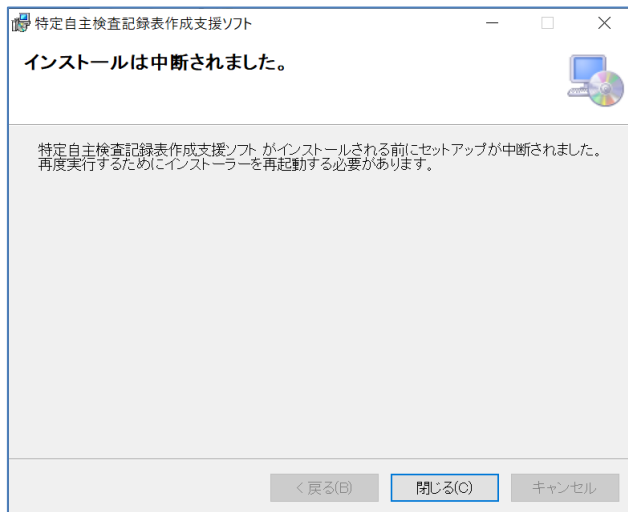 特定自主検査記録表作成支援ソフト
インストールは中断されました。
特定自主検査記録表作成支援ソフト がインストールされる前にセットアップが中断されました。
再度実行するためにインストーラーを再起動する必要があります。
< 戻る(B)
閉じる(C)
キャンセル